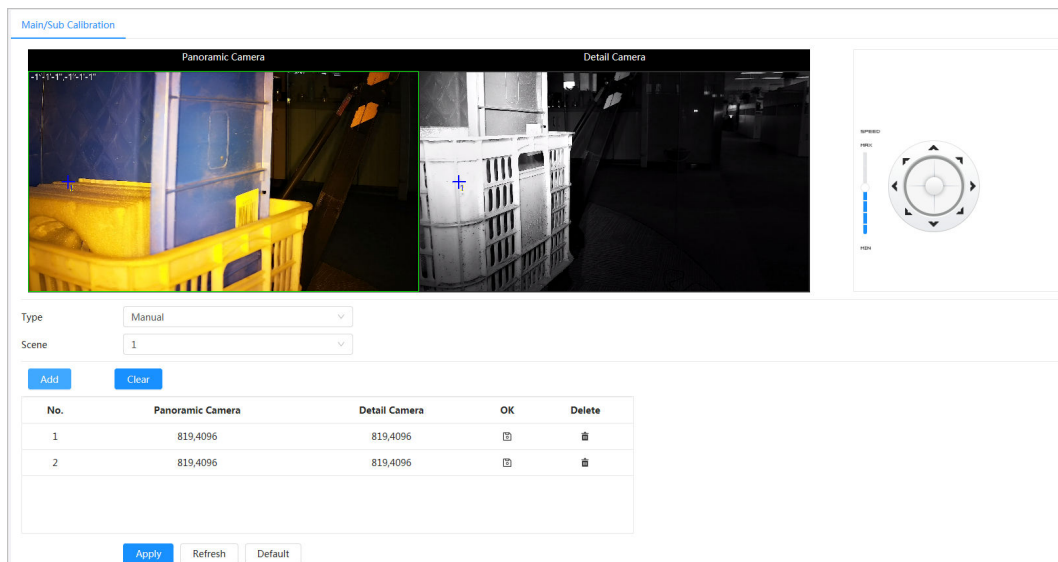 Main/Sub Calibration
Panoramic Camera Detail Camera
-1°-1'-1",-1°-1'-1"
1 1
SPEED
MAX
MIN
Type Manual
Scene 1
Add Clear
No. Panoramic Camera Detail Camera OK Delete
1 819,4096 819,4096
2 819,4096 819,4096
Apply Refresh Default